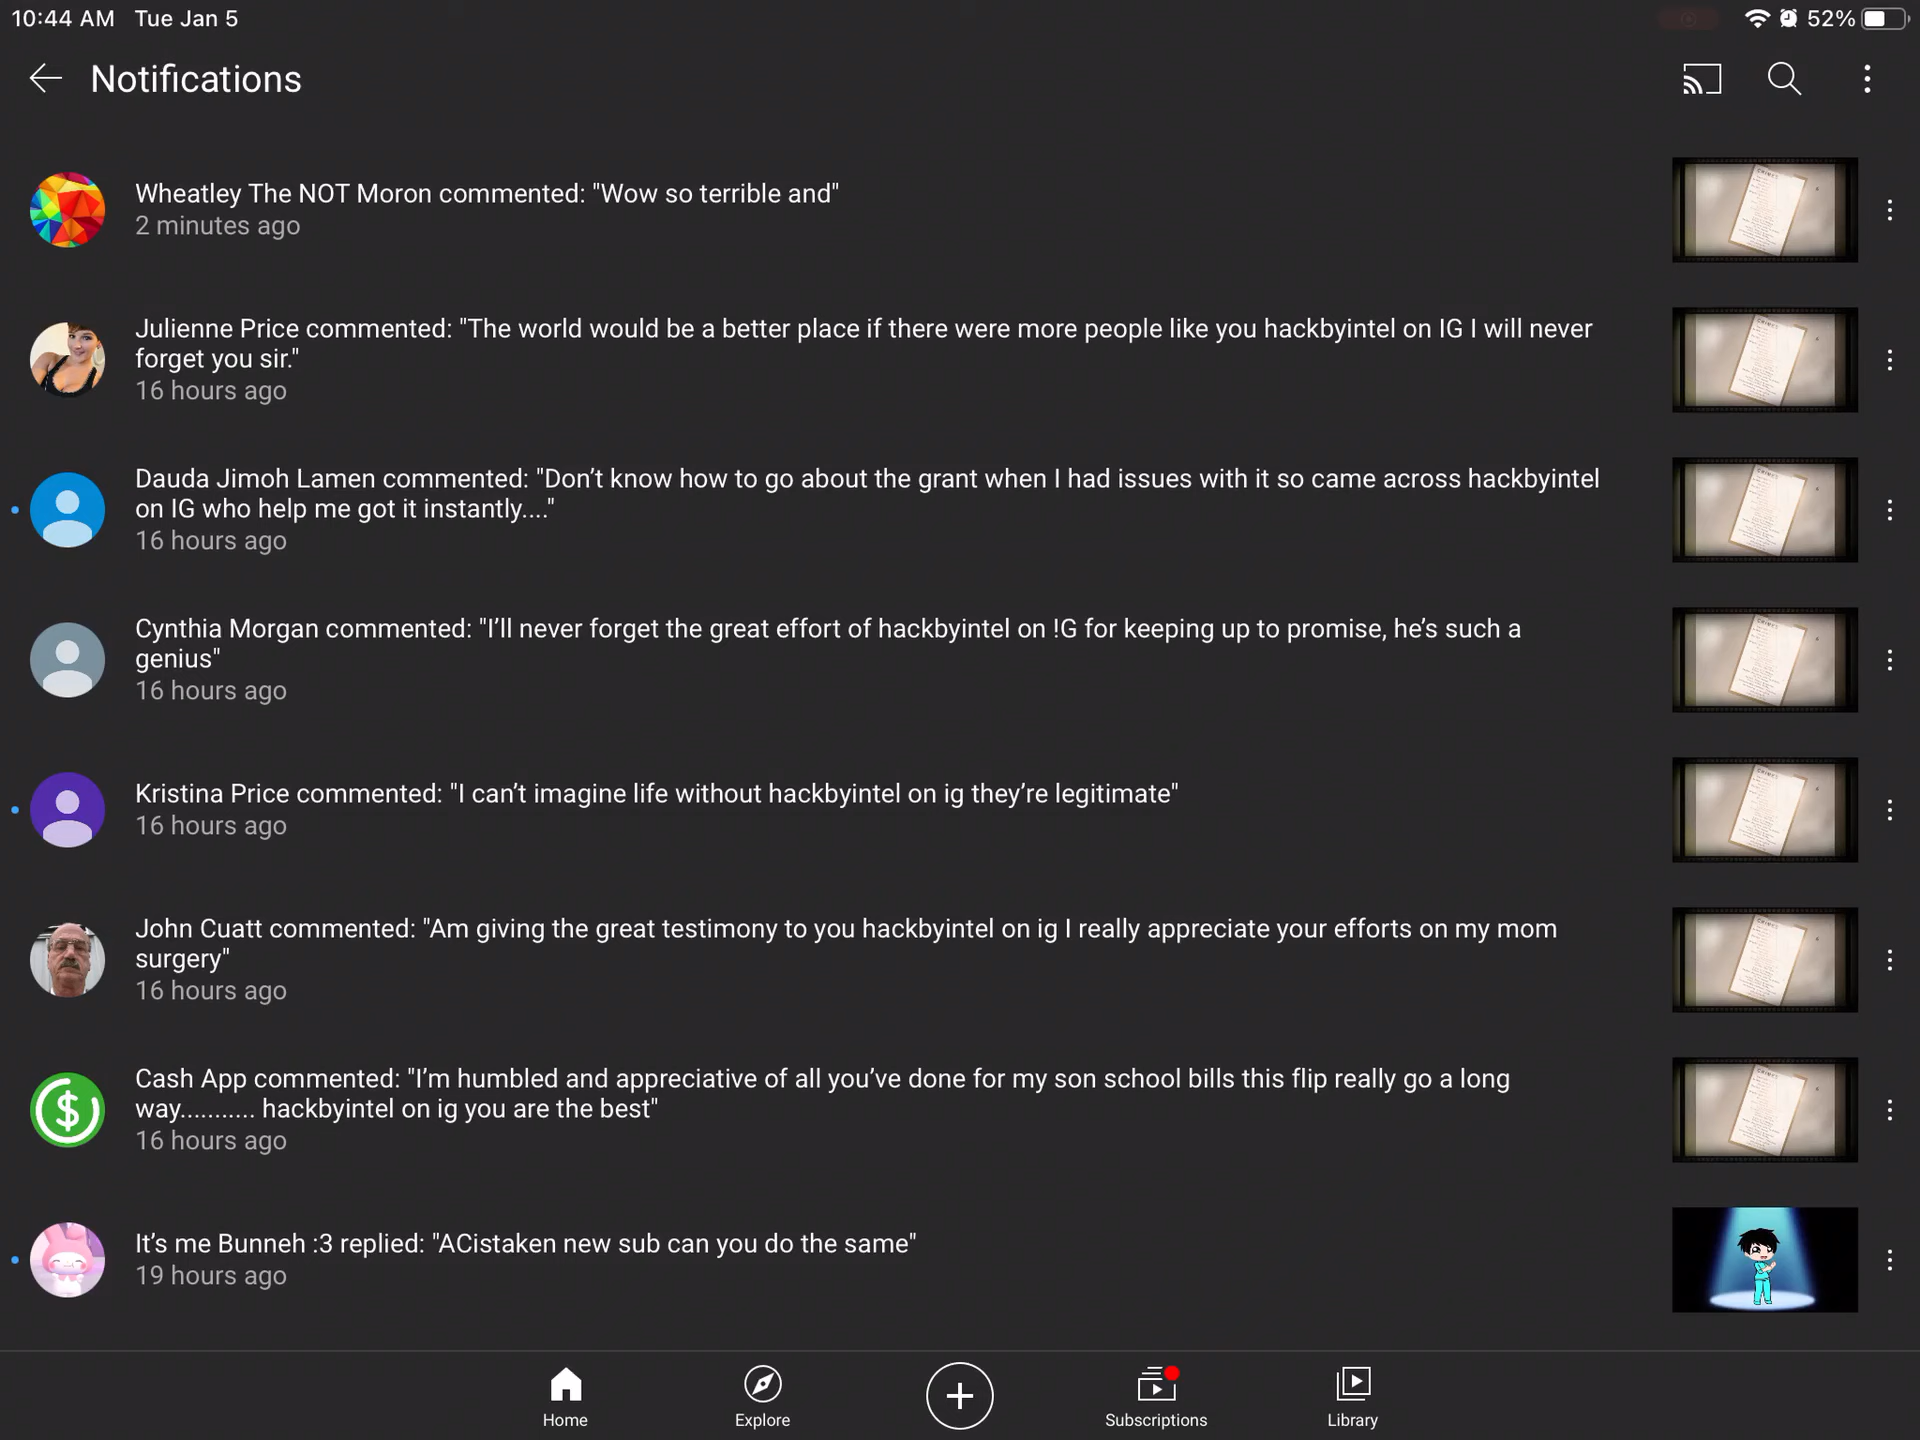 10:44 AM Tue Jan 5
52%
Notifications
Wheatley The NOT Moron commented: "Wow so terrible and"
2 minutes ago
Julienne Price commented: "The world would be a better place if there were more people like you hackbyintel on IG I will never
forget you sir."
16 hours ago
Dauda Jimoh Lamen commented: "Don’t know how to go about the grant when I had issues with it so came across hackbyintel
on IG who help me got it instantly...."
16 hours ago
Cynthia Morgan commented: "I’ll never forget the great effort of hackbyintel on !G for keeping up to promise, he’s such a
genius"
16 hours ago
Kristina Price commented: "I can’t imagine life without hackbyintel on ig they’re legitimate"
16 hours ago
John Cuatt commented: "Am giving the great testimony to you hackbyintel on ig I really appreciate your efforts on my mom
surgery"
16 hours ago
Cash App commented: "I’m humbled and appreciative of all you’ve done for my son school bills this flip really go a long
way........... hackbyintel on ig you are the best"
16 hours ago
It’s me Bunneh :3 replied: "ACistaken new sub can you do the same"
19 hours ago
Home
Explore
Subscriptions
Library